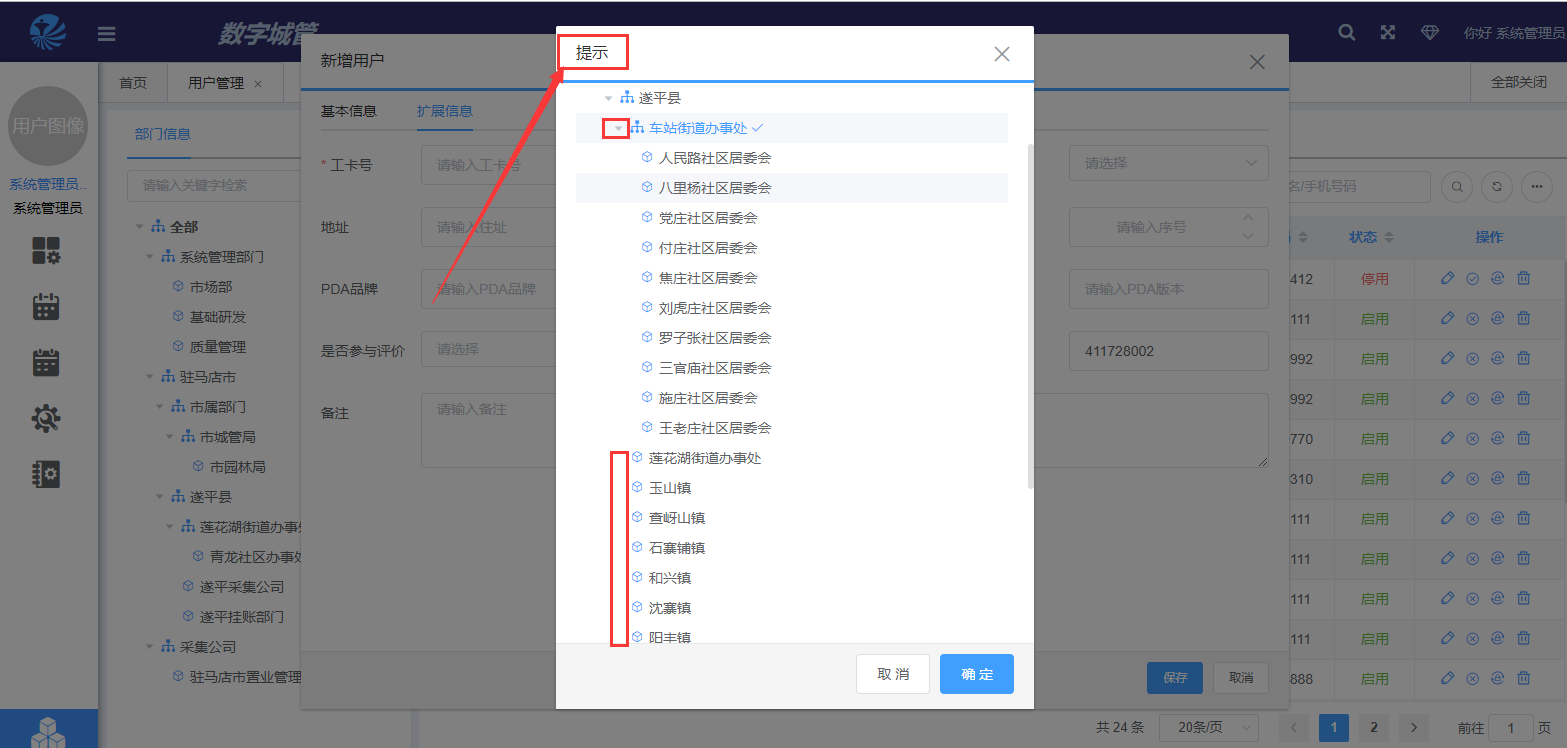 数字城管
你好 系统管理员
首页
用户管理
全部关闭
用户图像
系统管理员..
系统管理员
部门信息
请输入关键字检索
全部
系统管理部门
市场部
基础研发
质量管理
驻马店市
市属部门
市城管局
市园林局
遂平县
莲花湖街道办事
青龙社区办事处
遂平采集公司
遂平挂账部门
采集公司
驻马店市置业管理
新增用户
基本信息
扩展信息
* 工卡号
请输入工卡号
请选择
地址
请输入住址
请输入序号
PDA品牌
请输入PDA品牌
请输入PDA版本
是否参与评价
请选择
411728002
备注
请输入备注
保存
取消
提示
遂平县
车站街道办事处
人民路社区居委会
八里杨社区居委会
党庄社区居委会
付庄社区居委会
焦庄社区居委会
刘虎庄社区居委会
罗子张社区居委会
三官庙社区居委会
施庄社区居委会
王老庄社区居委会
莲花湖街道办事处
玉山镇
查岈山镇
石寨铺镇
和兴镇
沈寨镇
阳丰镇
取 消
确 定
名/手机号码
状态
操作
412
停用
111
启用
992
启用
992
启用
770
启用
310
启用
111
启用
111
启用
111
启用
111
启用
888
启用
共 24 条
20条/页
1
2
前往
1
页